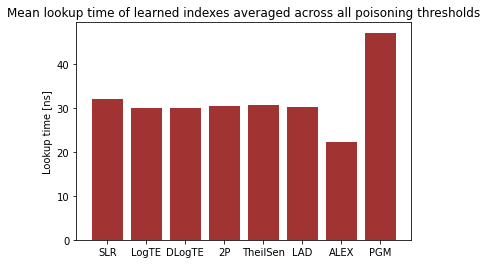 Mean lookup time of learned indexes averaged across all poisoning thresholds
Lookup time [ns]
40
30
20
10
0
SLR LogTE DLogTE 2P TheilSen LAD ALEX PGM